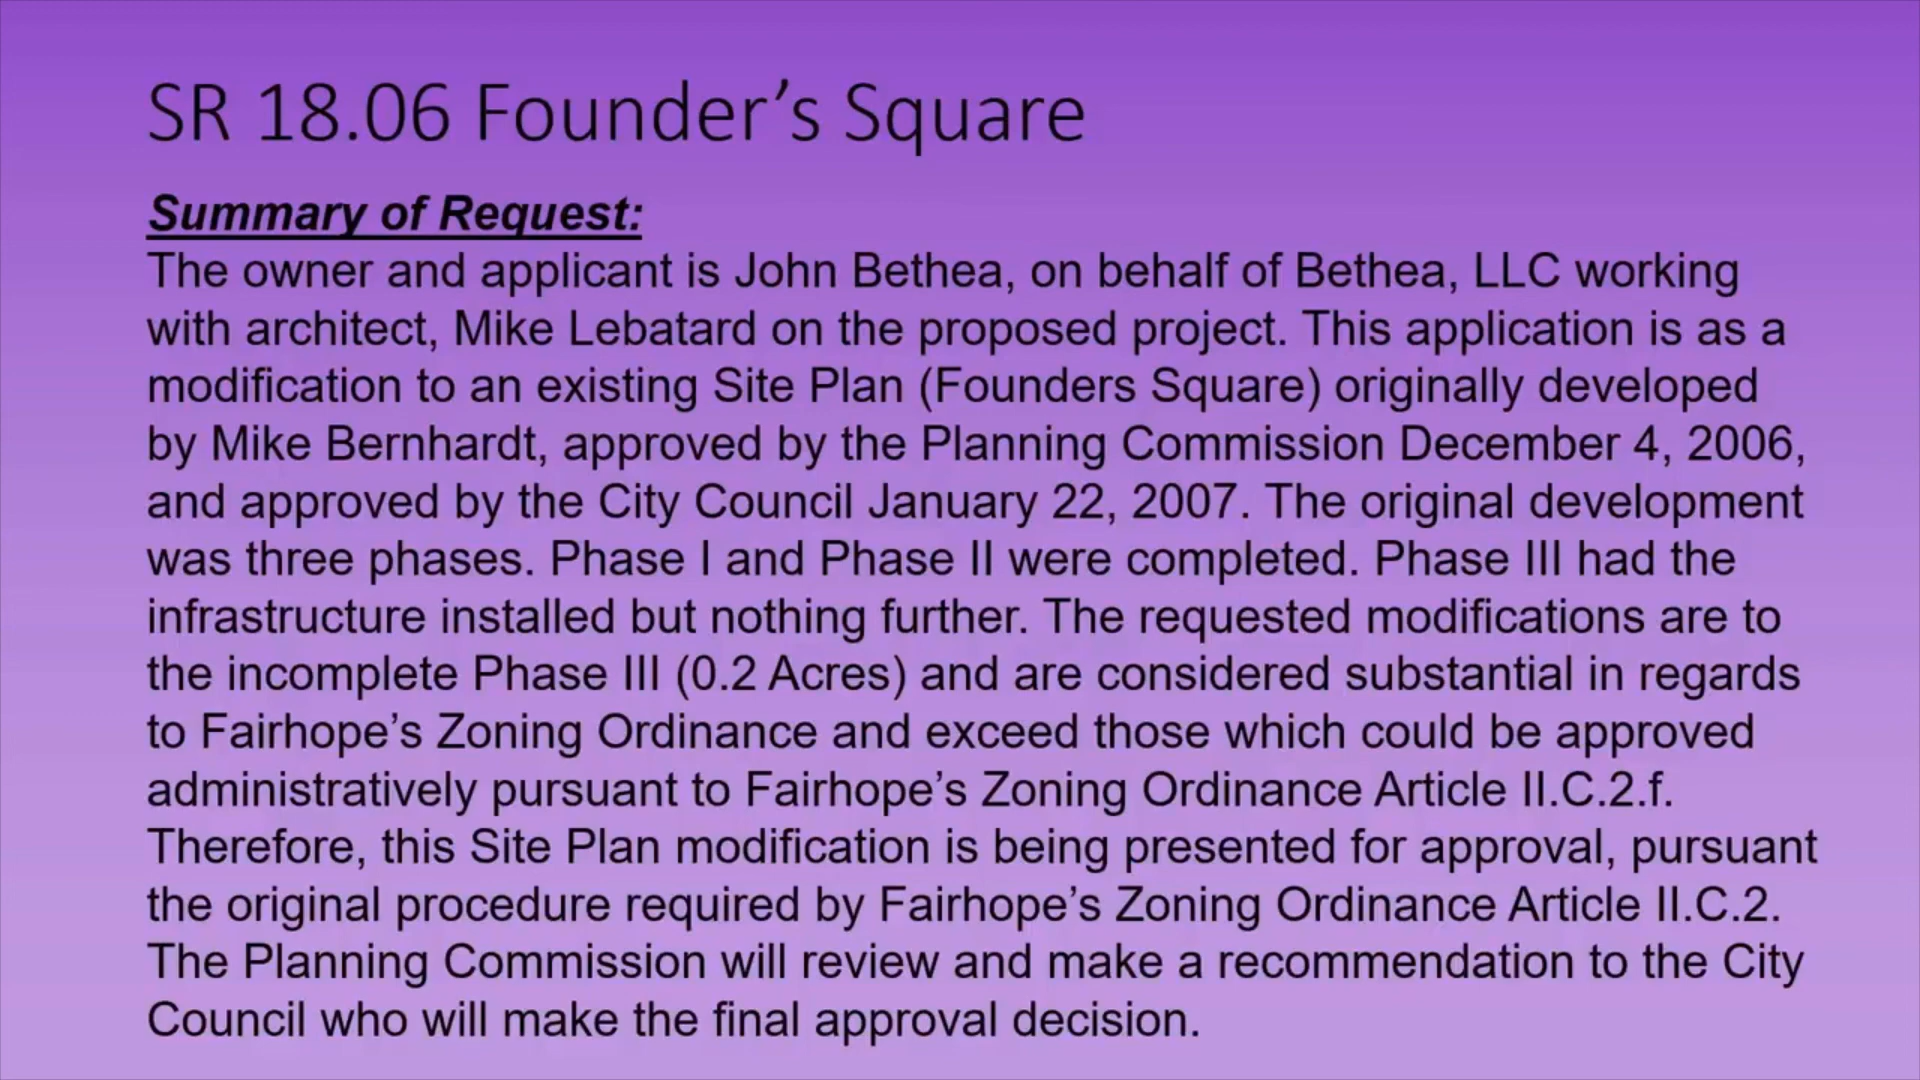 SR 18.06 Founder’s Square
Summary of Request:
The owner and applicant is John Bethea, on behalf of Bethea, LLC working
with architect, Mike Lebatard on the proposed project. This application is as a
modification to an existing Site Plan (Founders Square) originally developed
by Mike Bernhardt, approved by the Planning Commission December 4, 2006,
and approved by the City Council January 22, 2007. The original development
was three phases. Phase I and Phase II were completed. Phase III had the
infrastructure installed but nothing further. The requested modifications are to
the incomplete Phase III (0.2 Acres) and are considered substantial in regards
to Fairhope’s Zoning Ordinance and exceed those which could be approved
administratively pursuant to Fairhope’s Zoning Ordinance Article II.C.2.f.
Therefore, this Site Plan modification is being presented for approval, pursuant
the original procedure required by Fairhope’s Zoning Ordinance Article II.C.2.
The Planning Commission will review and make a recommendation to the City
Council who will make the final approval decision.